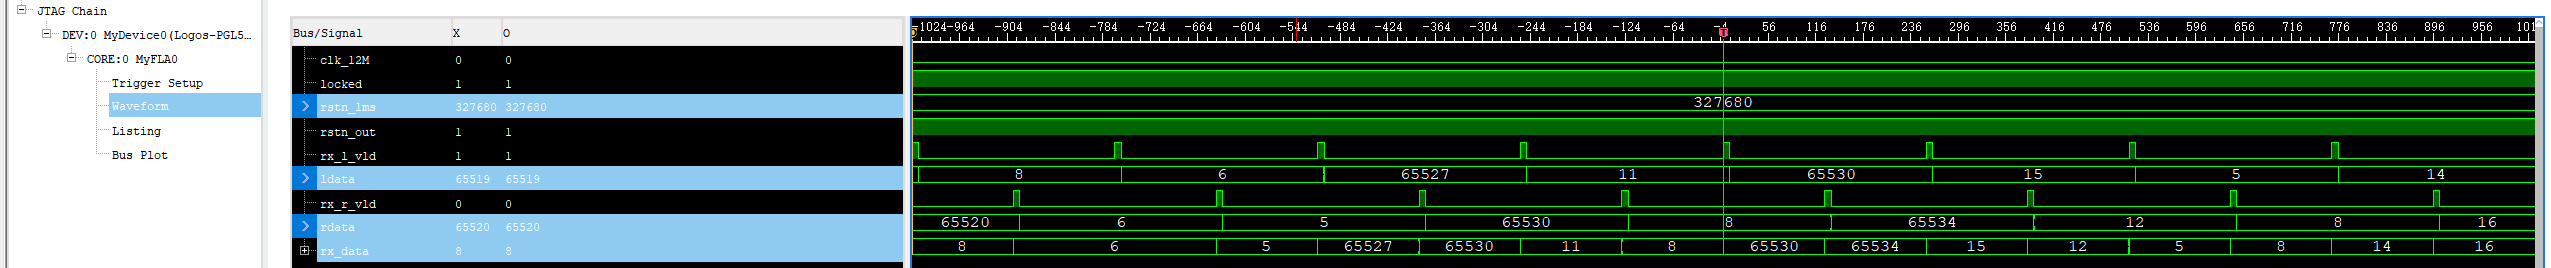 JTAG Chain
DEV:0 MyDevice0(Logos-PGL5...
CORE:0 MyFLA0
Trigger Setup
Waveform
Listing
Bus Plot
Bus/Signal X O -1024 -964 -904 -844 -784 -724 -664 -604 -544 -484 -424 -364 -304 -244 -184 -124 -64 -4 56 116 176 236 296 356 416 476 536 596 656 716 776 836 896 956 101
T
clk_12M 0 0
locked 1 1
rstn_1ms 327680 327680 327680
rstn_out 1 1
rx_l_vld 1 1
ldata 65519 65519 8 6 65527 11 65530 15 5 14
rx_r_vld 0 0
rdata 65520 65520 65520 6 5 65530 8 65534 12 8 16
rx_data 8 8 8 6 5 65527 65530 11 8 65530 65534 15 12 5 8 14 16